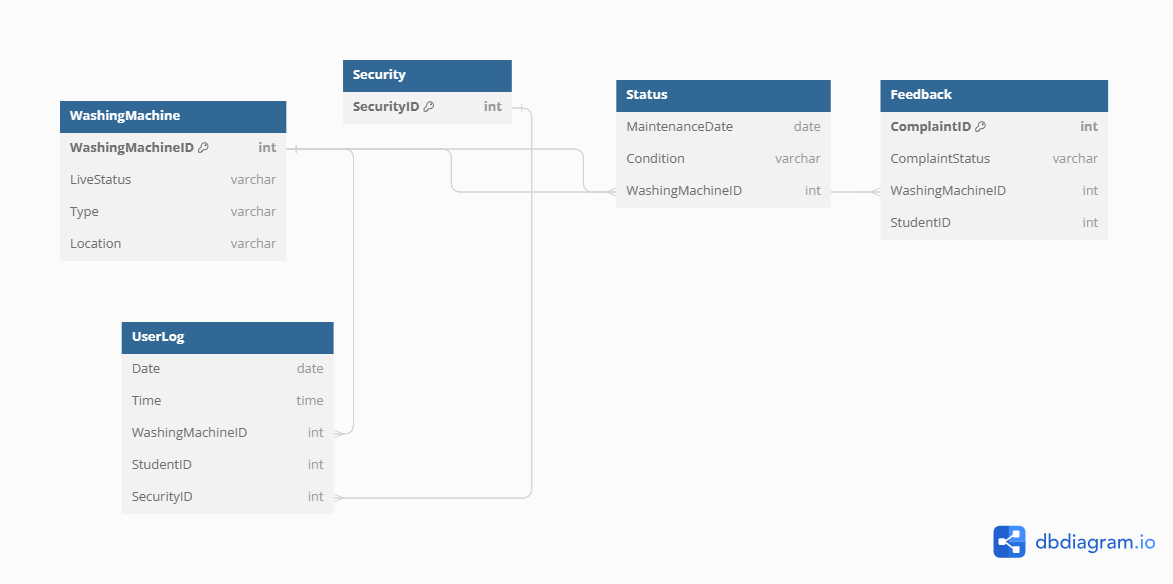 WashingMachine
WashingMachineID int
LiveStatus varchar
Type varchar
Location varchar
Security
SecurityID int
Status
MaintenanceDate date
Condition varchar
WashingMachineID int
Feedback
ComplaintID int
ComplaintStatus varchar
WashingMachineID int
StudentID int
UserLog
Date date
Time time
WashingMachineID int
StudentID int
SecurityID int
dbdiagram.io